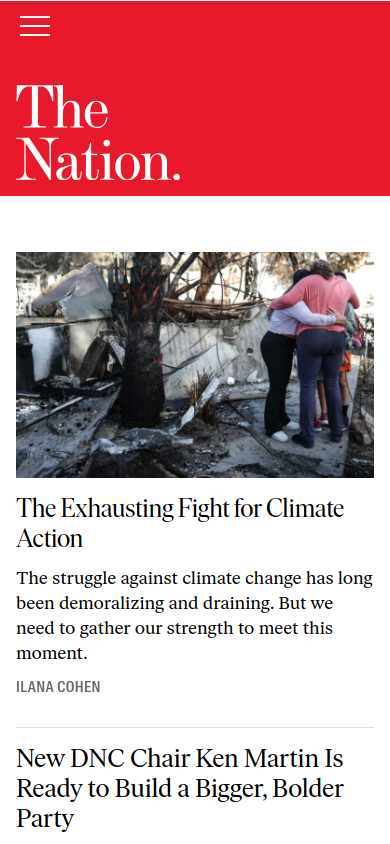 The
Nation.
The Exhausting Fight for Climate
Action
The struggle against climate change has long
been demoralizing and draining. But we
need to gather our strength to meet this
moment.
ILANA COHEN
New DNC Chair Ken Martin Is
Ready to Build a Bigger, Bolder
Party